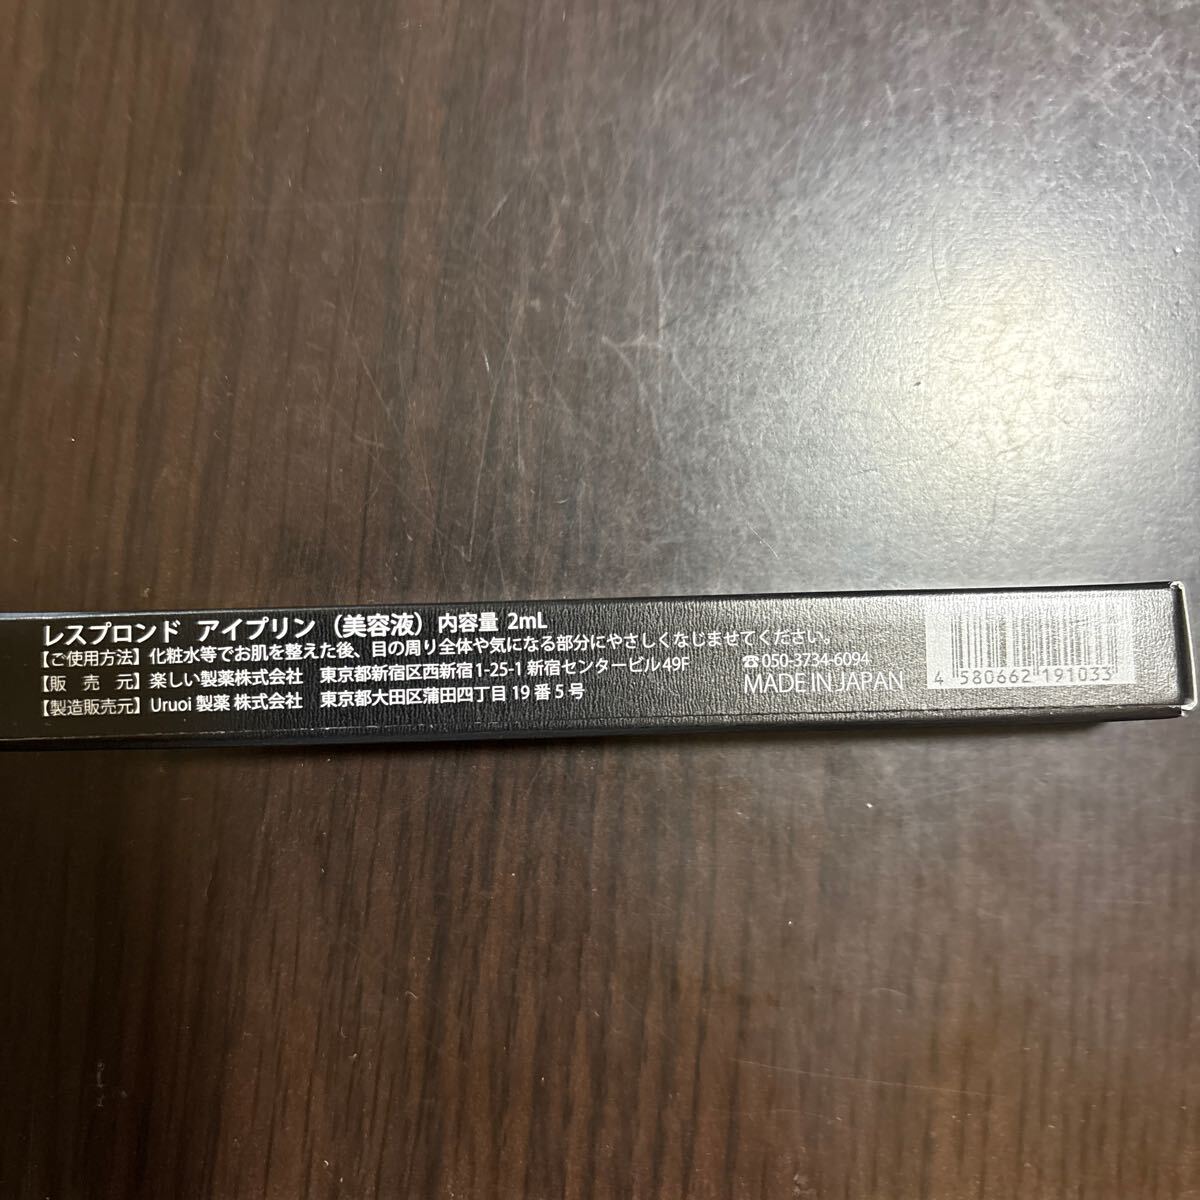 レスプロンド アイプリン （美容液） 内容量 2mL
【ご使用方法】化粧水等でお肌を整えた後、目の周り全体や気になる部分にやさしくなじませてください。
【販　売　元】楽しい製薬株式会社　東京都新宿区西新宿1-25-1 新宿センタービル 49F
☎050-3734-6094
【製造販売元】Uruoi 製薬 株式会社　東京都大田区蒲田四丁目 19 番 5 号
MADE IN JAPAN
4 580662 191033